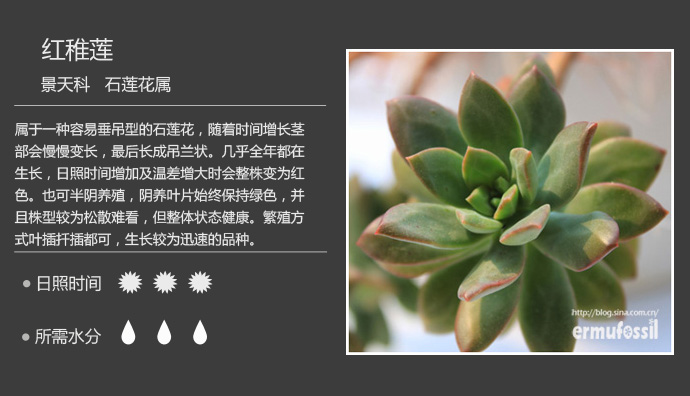 红稚莲
景天科 石莲花属
属于一种容易垂吊型的石莲花，随着时间增长茎
部会慢慢变长，最后长成吊兰状。几乎全年都在
生长，日照时间增加及温差增大时会整株变为红
色。也可半阴养殖，阴养叶片始终保持绿色，并
且株型较为松散难看，但整体状态健康。繁殖方
式叶插扦插都可，生长较为迅速的品种。
日照时间
所需水分
http://blog.sina.com.cn/
ermufossil